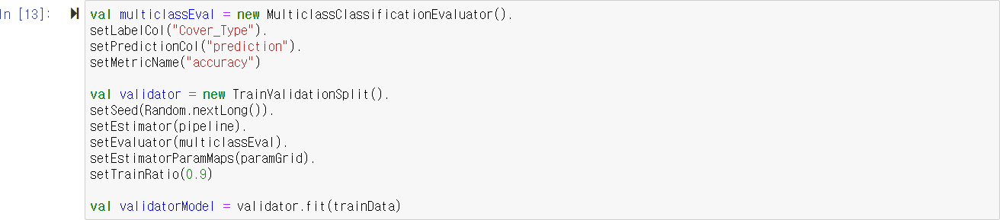 In [13]:
val multiclassEval = new MulticlassClassificationEvaluator().
setLabelCol("Cover_Type").
setPredictionCol("prediction").
setMetricName("accuracy")
val validator = new TrainValidationSplit().
setSeed(Random.nextLong()).
setEstimator(pipeline).
setEvaluator(multiclassEval).
setEstimatorParamMaps(paramGrid).
setTrainRatio(0.9)
val validatorModel = validator.fit(trainData)